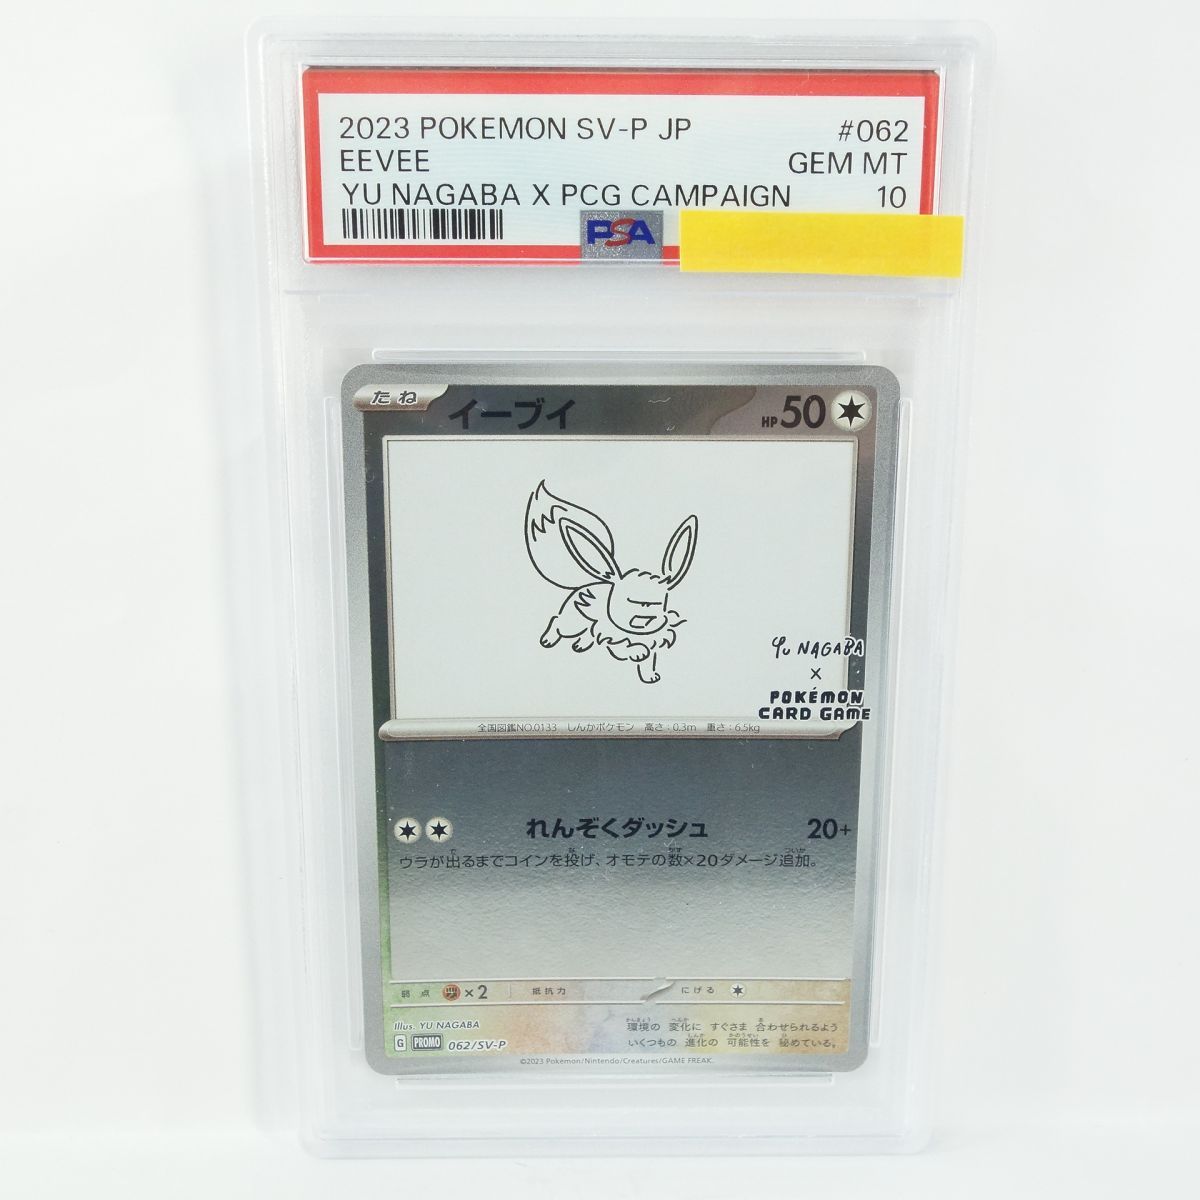 2023 POKEMON SV-P JP #062
EEVEE GEM MT
YU NAGABA X PCG CAMPAIGN 10
PSA
たね イーブイ HP 50
YU NAGABA
×
POKÉMON
CARD GAME
全国図鑑NO.0133 しんかポケモン 高さ:0.3m 重さ:6.5kg
れんぞくダッシュ 20+
ウラが出るまでコインを投げ、オモテの数×20ダメージ追加。
弱点 ×2 抵抗力 にげる
Illus. YU NAGABA
環境の 変化に すぐさま 合わせられるよう
いくつもの 進化の 可能性を 秘めている。
G PROMO 062/SV-P
©2023 Pokémon/Nintendo/Creatures/GAME FREAK.